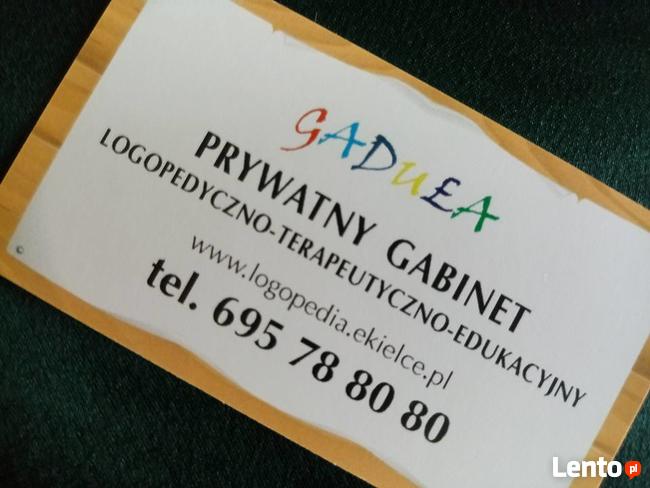 GADUŁA
PRYWATNY GABINET
LOGOPEDYCZNO-TERAPEUTYCZNO-EDUKACYJNY
www.logopedia.ekielce.pl
tel. 695 78 80 80
©
Lento pl